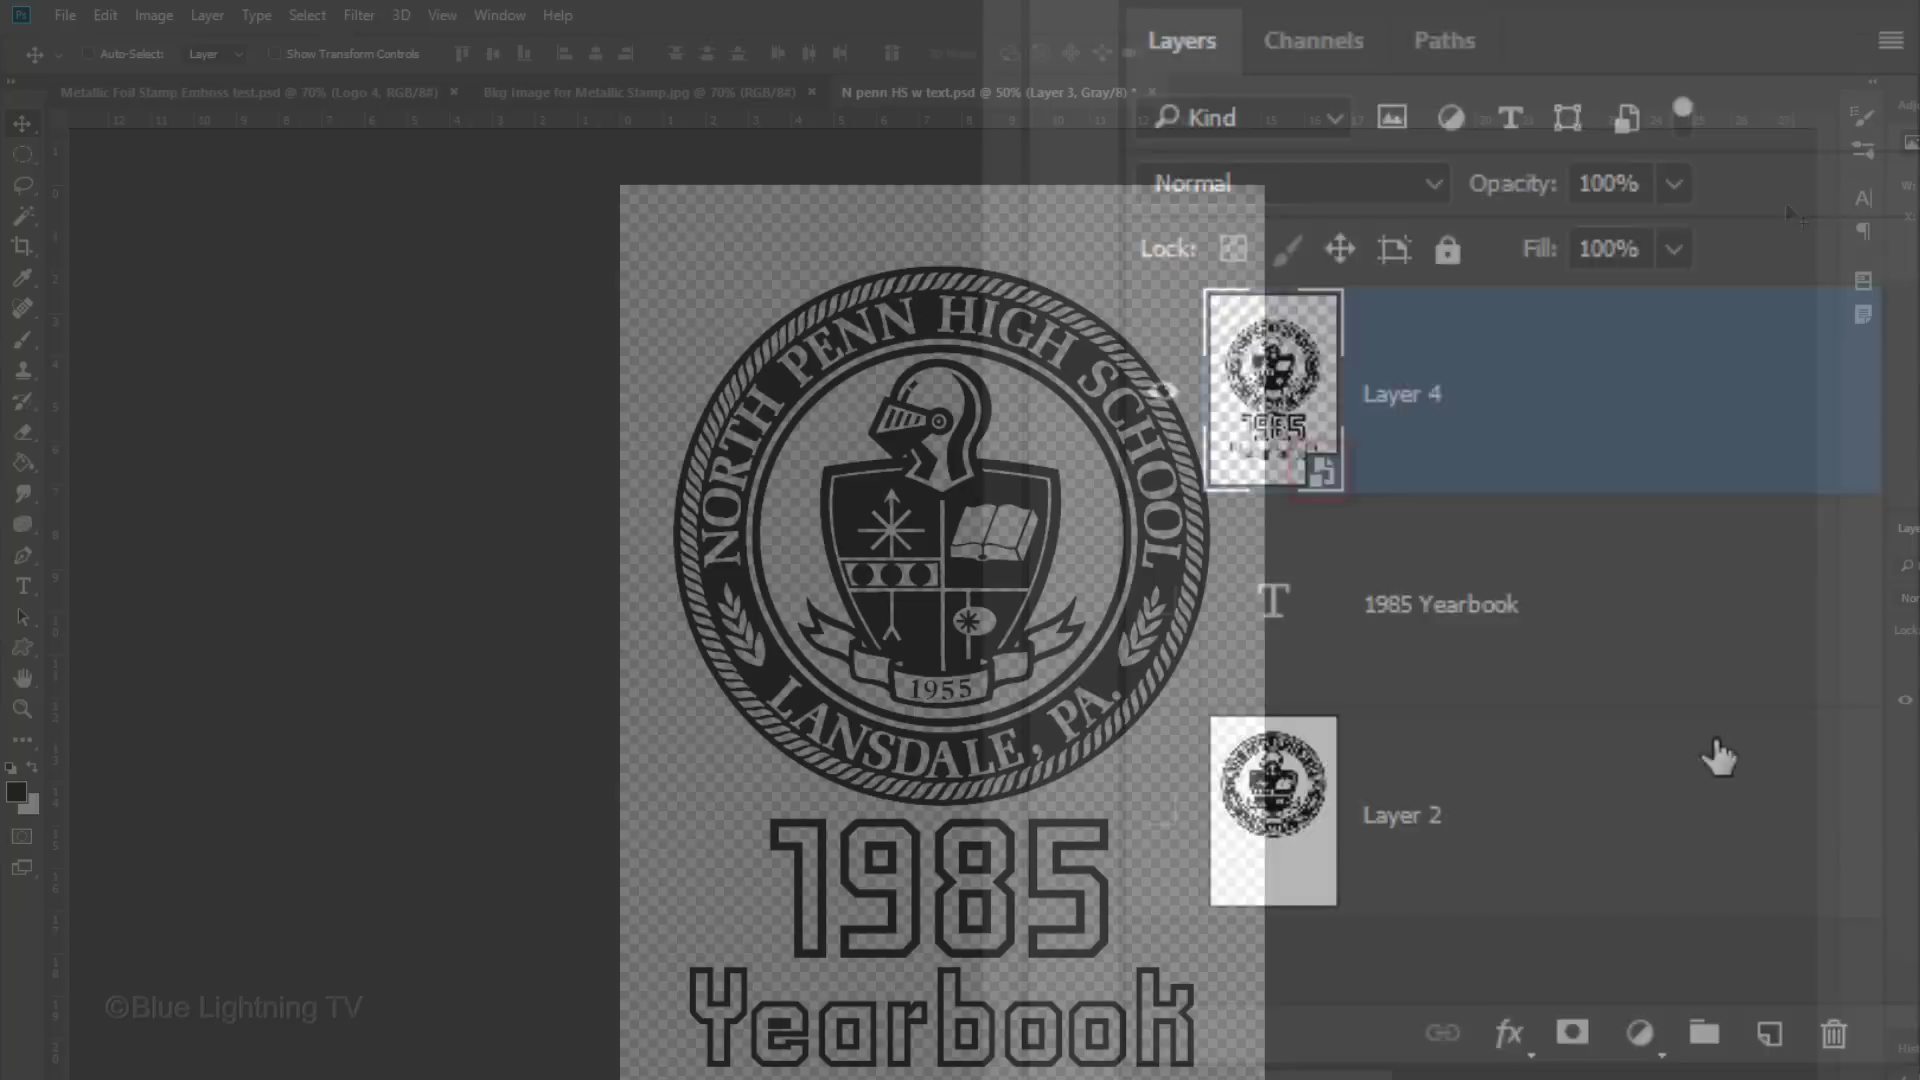 Ps File Edit Image Layer Type Select Filter 3D View Window Help
Auto-Select: Layer Show Transform Controls
Metallic Foil Stamp Emboss test.psd @ 70% (Logo 4, RGB/8#) × Bkg Image for Metallic Stamp.jpg @ 70% (RGB/8#) × N penn HS w text.psd @ 50% (Layer 3, Gray/8) * ×
Layers Channels Paths
Kind
Normal Opacity: 100%
Lock: Fill: 100%
Layer 4
1985 Yearbook
Layer 2
NORTH PENN HIGH SCHOOL
1955
LANSDALE, PA.
1985
Yearbook
©Blue Lightning TV